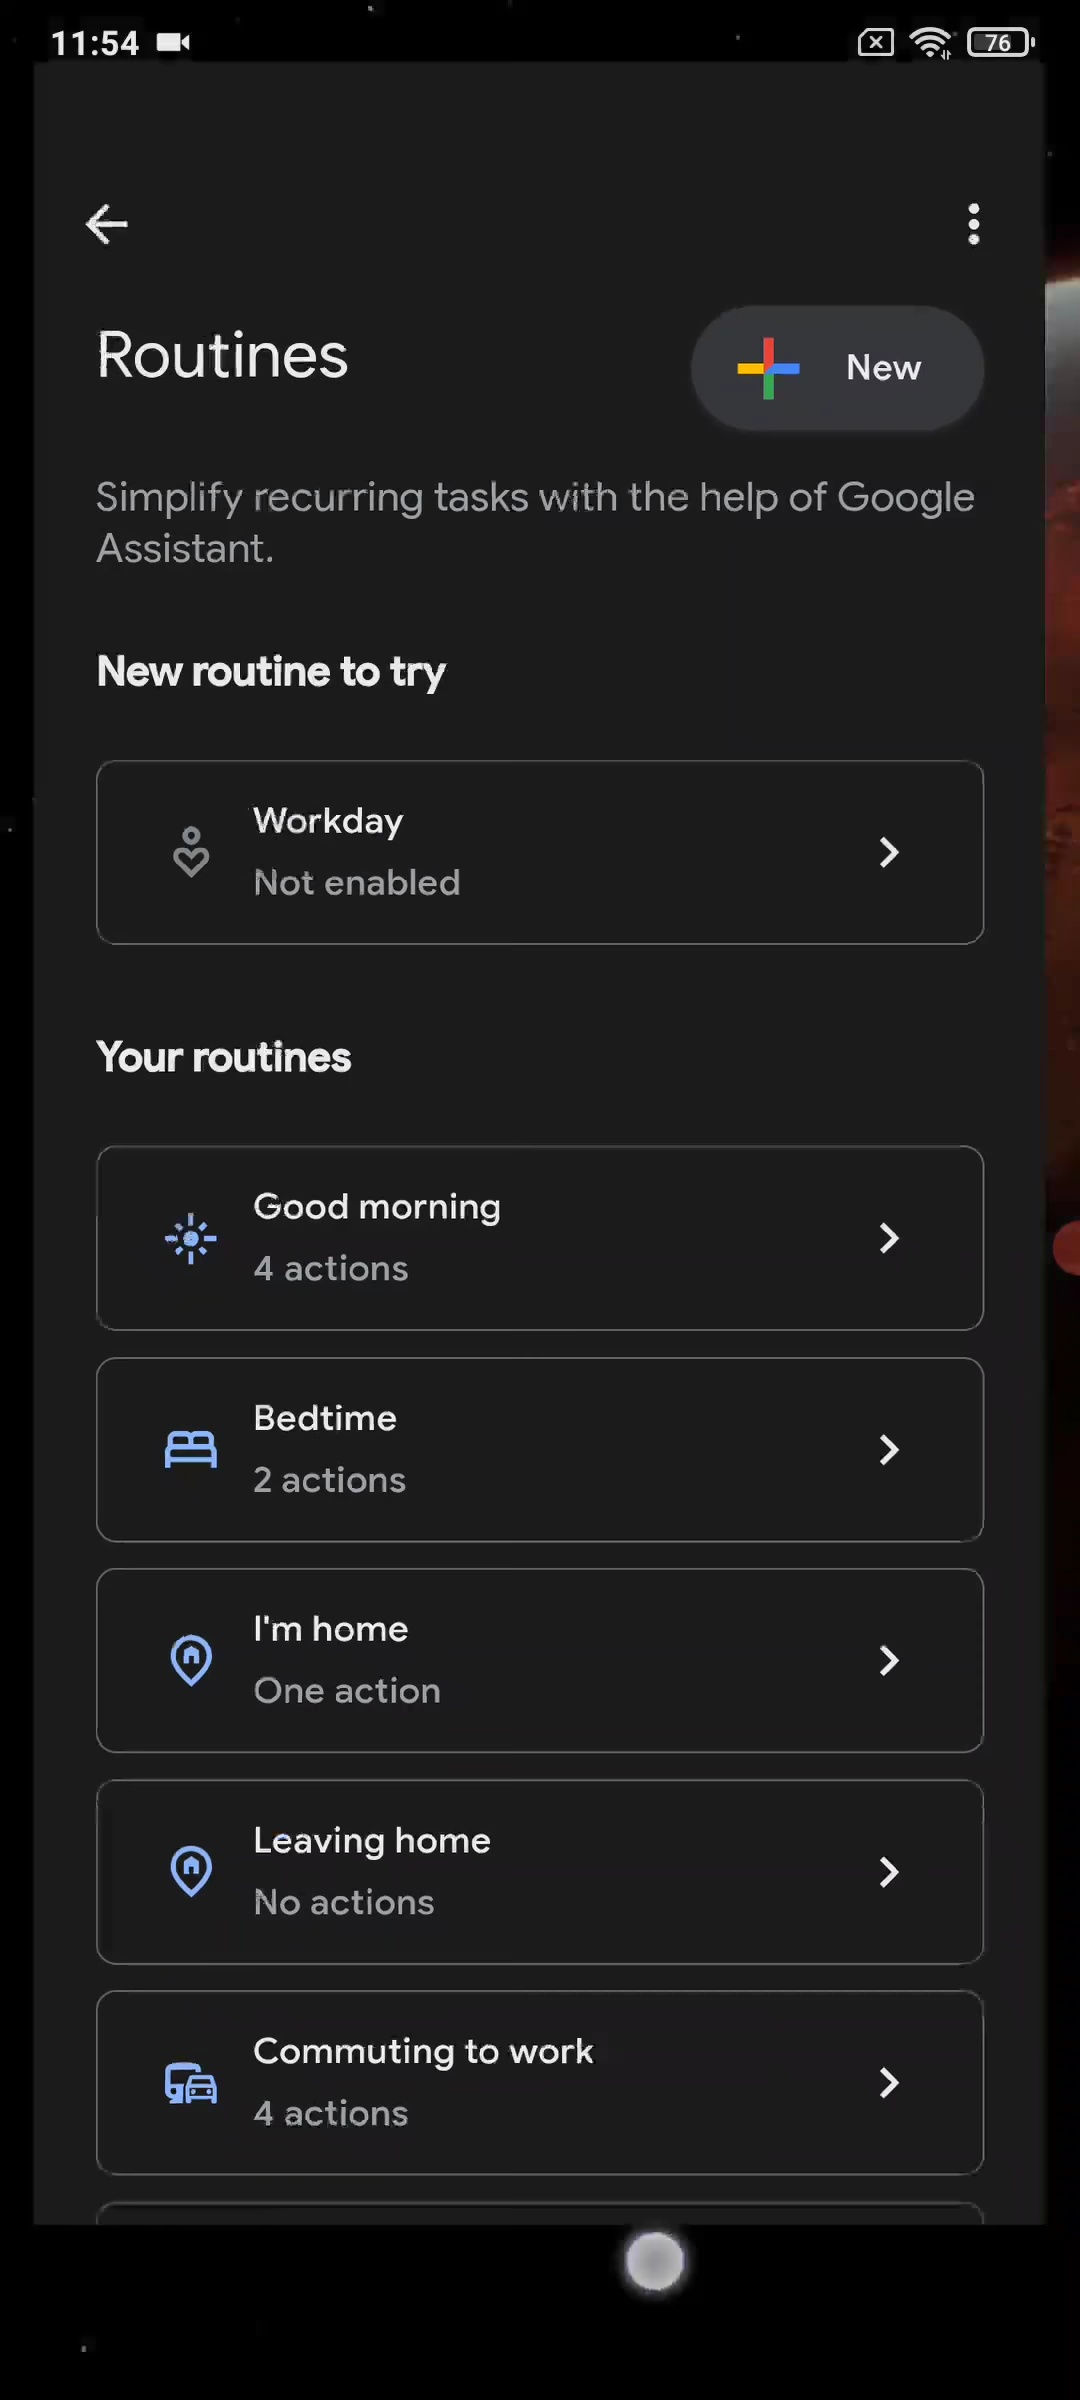 11:54
76
Routines
New
Simplify recurring tasks with the help of Google
Assistant.
New routine to try
Workday
Not enabled
Your routines
Good morning
4 actions
Bedtime
2 actions
I'm home
One action
Leaving home
No actions
Commuting to work
4 actions